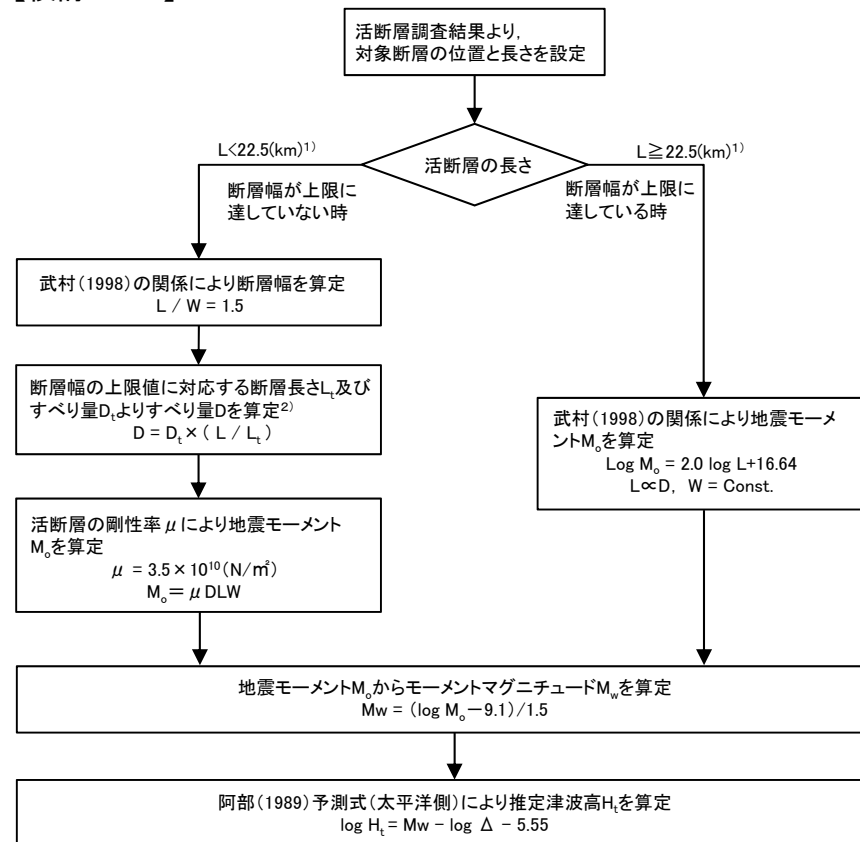 活断層調査結果より，
対象断層の位置と長さを設定
活断層の長さ
L<22.5(km)1)
断層幅が上限に
達していない時
L≧22.5(km)1)
断層幅が上限に
達している時
武村（1998）の関係により断層幅を算定
L / W = 1.5
断層幅の上限値に対応する断層長さLt及び
すべり量Dtよりすべり量Dを算定2)
D = Dt × ( L / Lt )
活断層の剛性率μにより地震モーメント
Moを算定
μ = 3.5×10¹⁰(N/㎡)
Mo＝μDLW
武村（1998）の関係により地震モーメ
ントMoを算定
Log Mo = 2.0 log L+16.64
L∝D, W = Const.
地震モーメントMoからモーメントマグニチュードMwを算定
Mw = (log Mo－9.1)/1.5
阿部（1989）予測式（太平洋側）により推定津波高Htを算定
log Ht = Mw - log Δ - 5.55